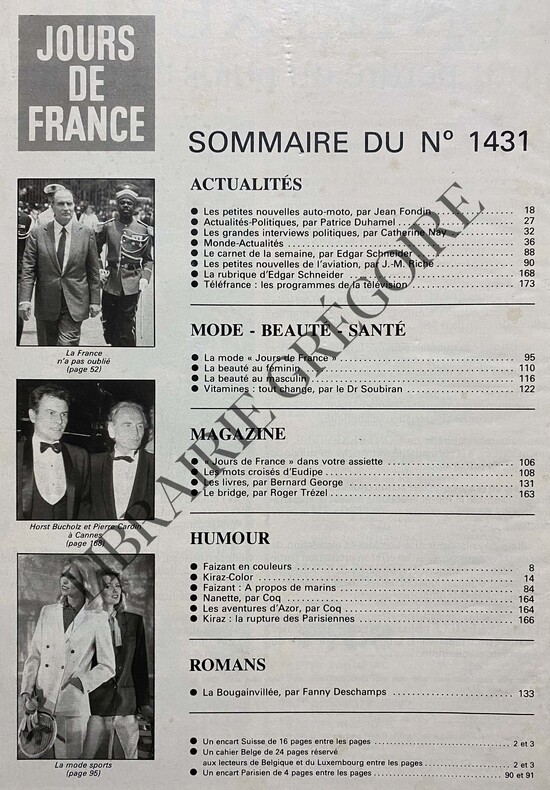 JOURS
DE
FRANCE
SOMMAIRE DU Nº 1431
ACTUALITÉS
● Les petites nouvelles auto-moto, par Jean Fondin ..... 18
● Actualités-Politiques, par Patrice Duhamel ..... 27
● Les grandes interviews politiques, par Catherine Nay ..... 32
● Monde-Actualités ..... 36
● Le carnet de la semaine, par Edgar Schneider ..... 88
● Les petites nouvelles de l'aviation, par J.-M. Riche ..... 90
● La rubrique d'Edgar Schneider ..... 168
● Téléfrance : les programmes de la télévision ..... 173
La France
n'a pas oublié
(page 52)
MODE - BEAUTÉ - SANTÉ
● La mode « Jours de France » ..... 95
● La beauté au féminin ..... 110
● La beauté au masculin ..... 116
● Vitamines : tout change, par le Dr Soubiran ..... 122
MAGAZINE
● « Jours de France » dans votre assiette ..... 106
● Les mots croisés d'Eudipe ..... 108
● Les livres, par Bernard George ..... 131
● Le bridge, par Roger Trézel ..... 163
Horst Bucholz et Pierre Cardin
à Cannes
(page 168)
HUMOUR
● Faizant en couleurs ..... 8
● Kiraz-Color ..... 14
● Faizant : A propos de marins ..... 84
● Nanette, par Coq ..... 164
● Les aventures d'Azor, par Coq ..... 164
● Kiraz : la rupture des Parisiennes ..... 166
ROMANS
● La Bougainvillée, par Fanny Deschamps ..... 133
La mode sports
(page 95)
● Un encart Suisse de 16 pages entre les pages ..... 2 et 3
● Un cahier Belge de 24 pages réservé
aux lecteurs de Belgique et du Luxembourg entre les pages ..... 2 et 3
● Un encart Parisien de 4 pages entre les pages ..... 90 et 91
LIBRAIRIE GRÉGOIRE